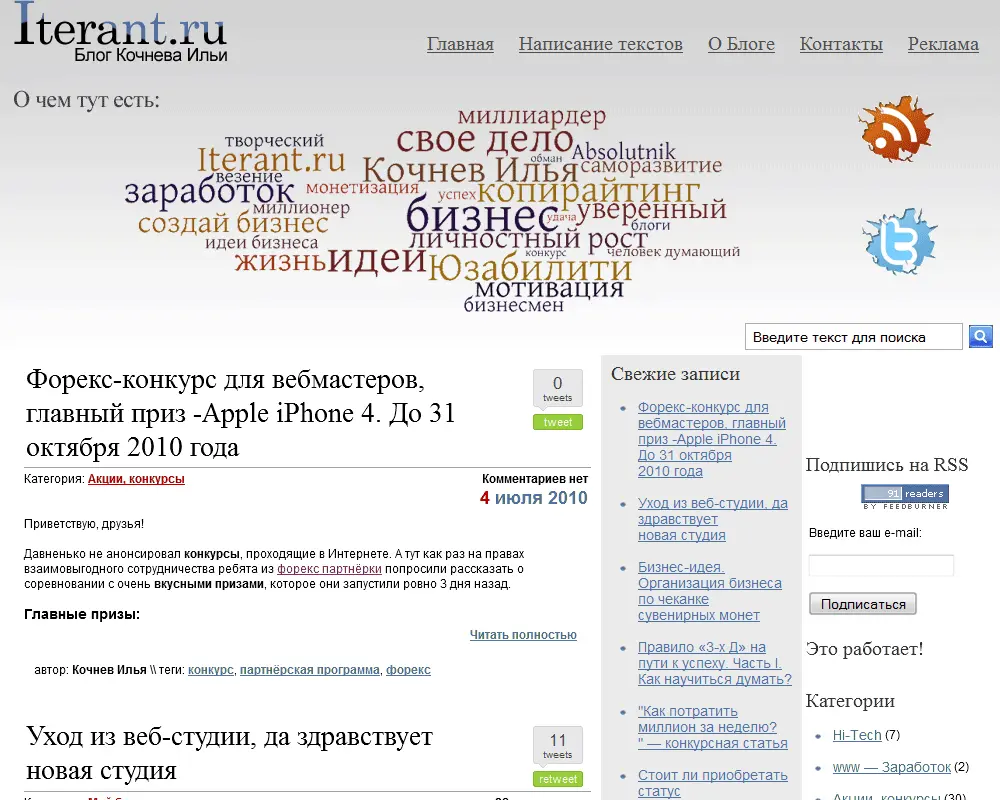 Iterant.ru
Блог Кочнева Ильи
Главная Написание текстов О Блоге Контакты Реклама
О чем тут есть:
миллиардер
творческий
свое дело
Iterant.ru
обман
Absolutnik
везение
Кочнев Илья
саморазвитие
заработок
монетизация
успех
копирайтинг
миллионер
бизнес
удача
уверенный
создай бизнес
блоги
идеи бизнеса
личностный рост
конкурс
человек думающий
жизнь
идеи
Юзабилити
мотивация
бизнесмен
Введите текст для поиска
Форекс-конкурс для вебмастеров,
главный приз -Apple iPhone 4. До 31
октября 2010 года
0
tweets
tweet
Категория: Акции, конкурсы
Комментариев нет
4 июля 2010
Приветствую, друзья!
Давненько не анонсировал конкурсы, проходящие в Интернете. А тут как раз на правах
взаимовыгодного сотрудничества ребята из форекс партнёрки попросили рассказать о
соревновании с очень вкусными призами, которое они запустили ровно 3 дня назад.
Главные призы:
Читать полностью
автор: Кочнев Илья \\ теги: конкурс, партнёрская программа, форекс
Уход из веб-студии, да здравствует
новая студия
11
tweets
retweet
Свежие записи
Форекс-конкурс для
вебмастеров, главный
приз -Apple iPhone 4.
До 31 октября
2010 года
Уход из веб-студии, да
здравствует
новая студия
Бизнес-идея.
Организация бизнеса
по чеканке
сувенирных монет
Правило «3-х Д» на
пути к успеху. Часть I.
Как научиться думать?
"Как потратить
миллион за неделю?
" — конкурсная статья
Стоит ли приобретать
статус
Подпишись на RSS
91 readers
BY FEEDBURNER
Введите ваш e-mail:
Подписаться
Это работает!
Категории
Hi-Tech (7)
www — Заработок (2)
Акции, конкурсы (30)